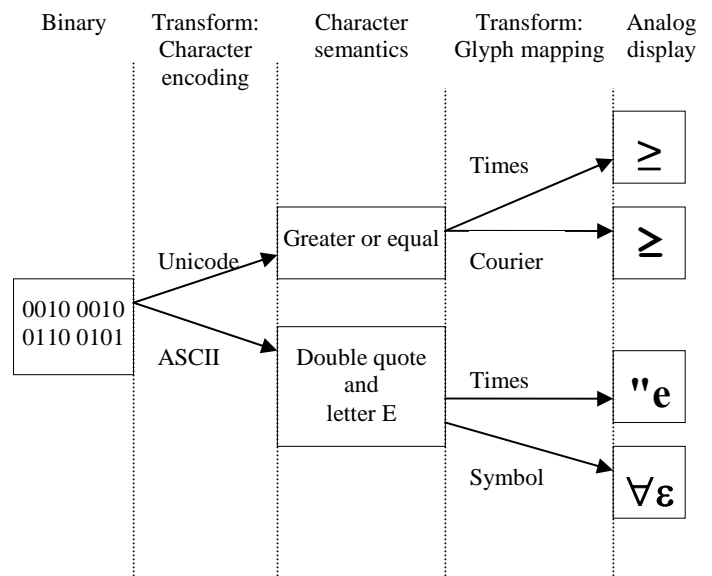 Binary
Transform:
Character
encoding
Character
semantics
Transform:
Glyph mapping
Analog
display
Times
≥
Greater or equal
≥
Unicode
Courier
0010 0010
0110 0101
ASCII
Double quote
and
letter E
Times
"e
Symbol
∀ε